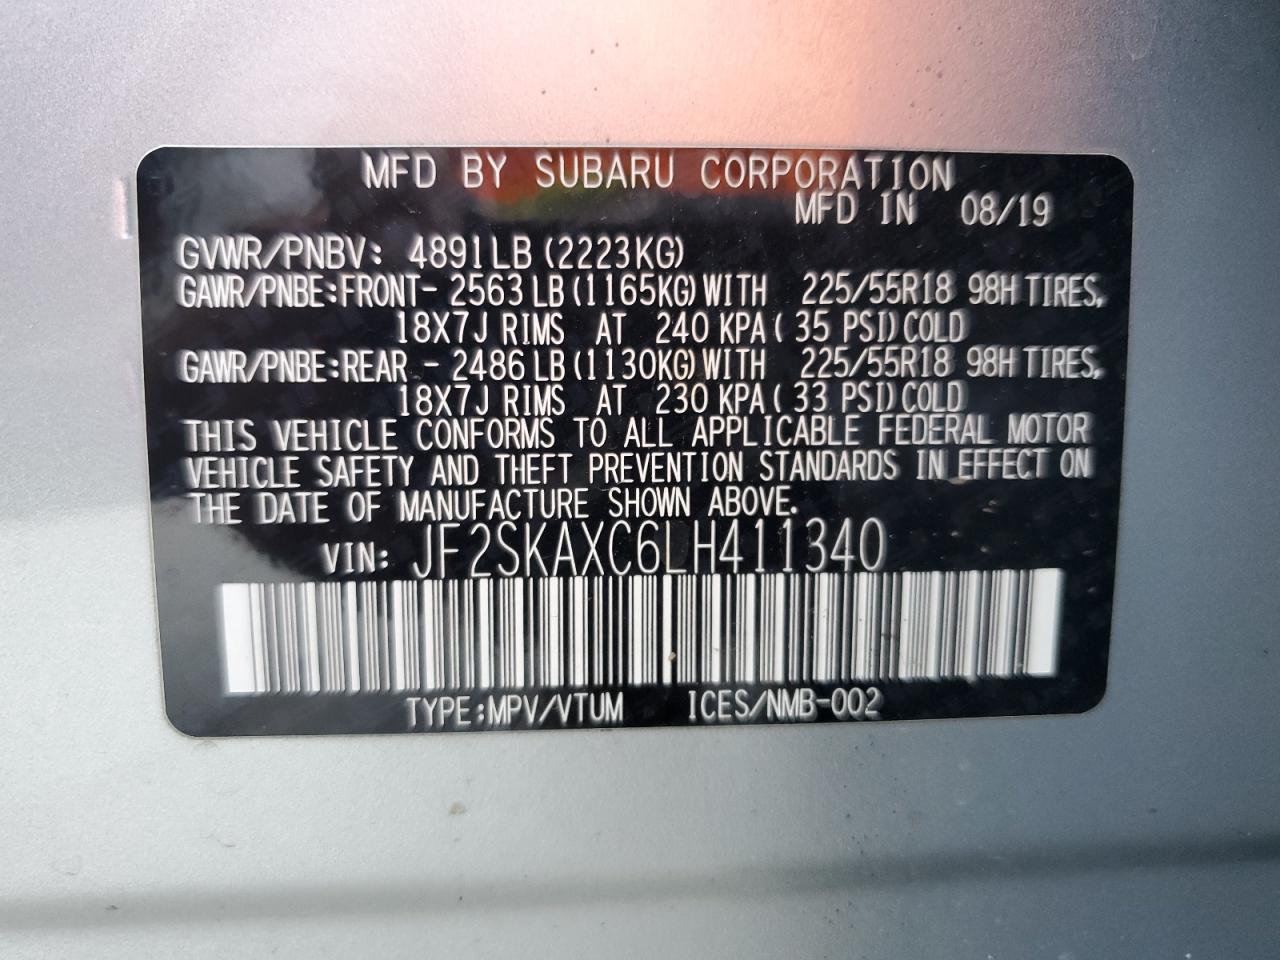 MFD BY SUBARU CORPORATION
MFD IN 08/19
GVWR/PNBV: 4891LB (2223KG)
GAWR/PNBE:FRONT- 2563 LB (1165KG) WITH 225/55R18 98H TIRES,
18X7J RIMS AT 240 KPA ( 35 PSI) COLD
GAWR/PNBE:REAR - 2486 LB (1130KG) WITH 225/55R18 98H TIRES,
18X7J RIMS AT 230 KPA ( 33 PSI) COLD
THIS VEHICLE CONFORMS TO ALL APPLICABLE FEDERAL MOTOR
VEHICLE SAFETY AND THEFT PREVENTION STANDARDS IN EFFECT ON
THE DATE OF MANUFACTURE SHOWN ABOVE.
VIN: JF2SKAXC6LH411340
TYPE:MPV/VTUM ICES/NMB-002